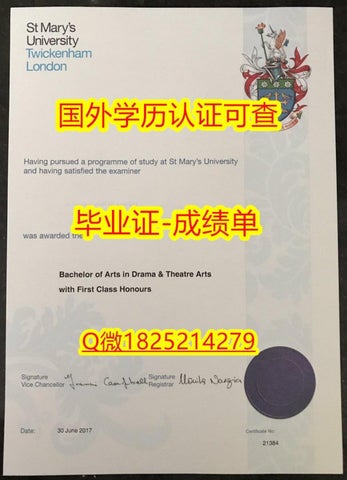 St Mary's
University
Twickenham
London
国外学历认证可查
Having pursued a programme of study at St Mary's University
and having satisfied the examiner
毕业证-成绩单
was awarded the
Bachelor of Arts in Drama & Theatre Arts
with First Class Honours
Q微1825214279
Signature
Vice Chancellor
Signature
Registrar
Date:
30 June 2017
Certificate No:
21384